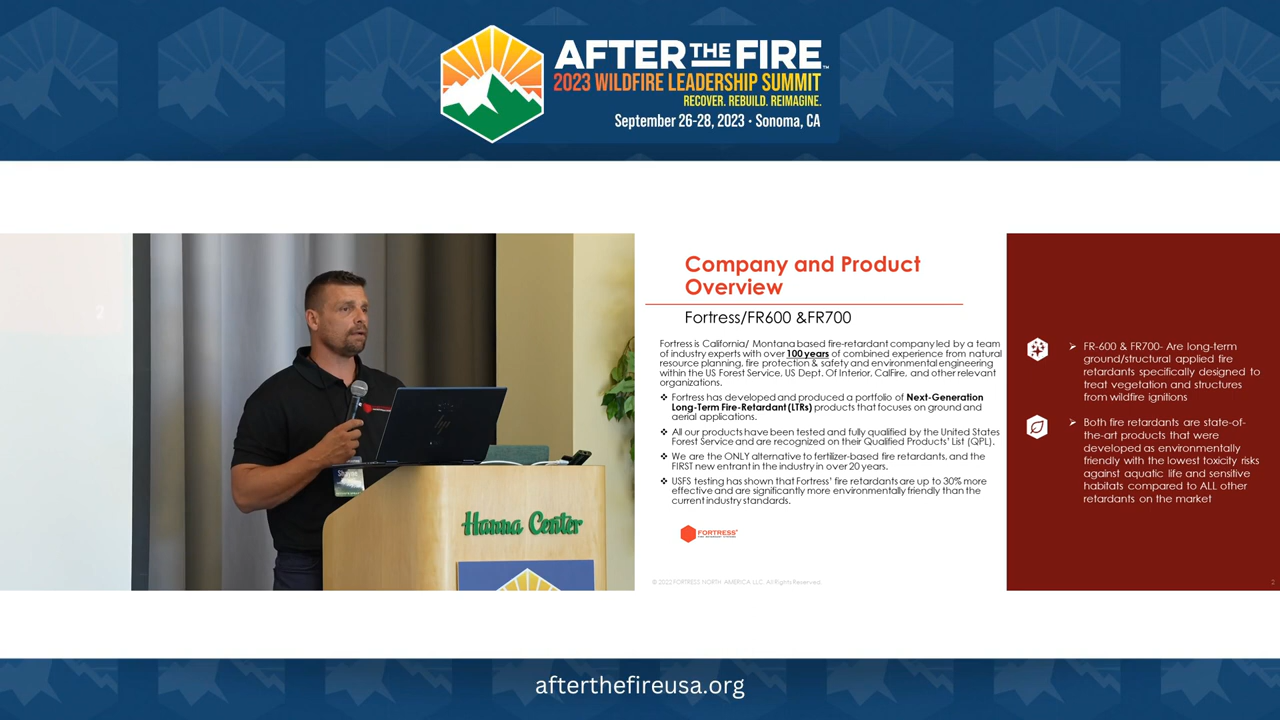 AFTER THE FIRE™
2023 WILDFIRE LEADERSHIP SUMMIT
RECOVER. REBUILD. REIMAGINE.
September 26-28, 2023 • Sonoma, CA
2
Hanna Center
Company and Product
Overview
Fortress/FR600 &FR700
Fortress is California/ Montana based fire-retardant company led by a team
of industry experts with over 100 years of combined experience from natural
resource planning, fire protection & safety and environmental engineering
within the US Forest Service, US Dept. Of Interior, CalFire, and other relevant
organizations.
❖ Fortress has developed and produced a portfolio of Next-Generation
Long-Term Fire-Retardant (LTRs) products that focuses on ground and
aerial applications.
❖ All our products have been tested and fully qualified by the United States
Forest Service and are recognized on their Qualified Products' List (QPL).
❖ We are the ONLY alternative to fertilizer-based fire retardants, and the
FIRST new entrant in the industry in over 20 years.
❖ USFS testing has shown that Fortress' fire retardants are up to 30% more
effective and are significantly more environmentally friendly than the
current industry standards.
FORTRESS
© 2022 FORTRESS NORTH AMERICA, LLC. All Rights Reserved.
➢ FR-600 & FR700- Are long-term
ground/structural applied fire
retardants specifically designed to
treat vegetation and structures
from wildfire ignitions
➢ Both fire retardants are state-of-
the-art products that were
developed as environmentally
friendly with the lowest toxicity risks
against aquatic life and sensitive
habitats compared to ALL other
retardants on the market
2
afterthefireusa.org